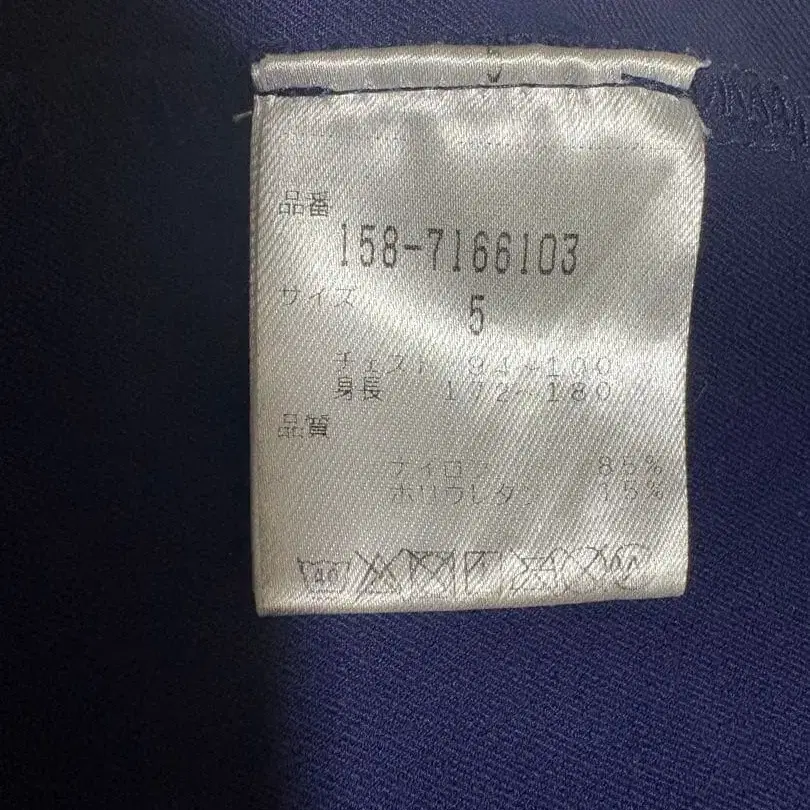 品番
158-7166103
サイズ
5
チェスト 94~100
身長 172~180
品質
ナイロン 85%
ポリウレタン 15%
40